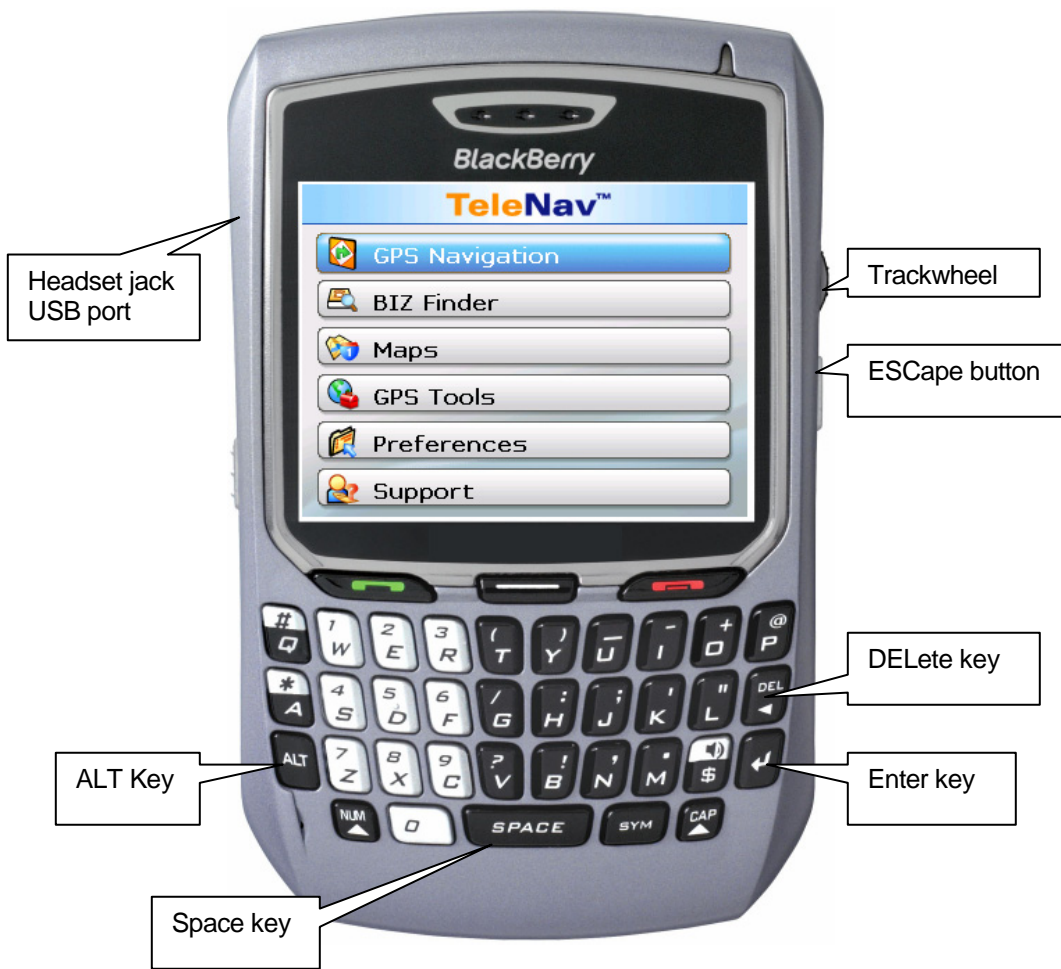 BlackBerry
TeleNav™
GPS Navigation
BIZ Finder
Maps
GPS Tools
Preferences
Support
Headset jack
USB port
Trackwheel
ESCape button
# 1 2 3 ( ) _ - + @
Q W E R T Y U I O P
* 4 5 6 / : ; ' " DEL
A S D F G H J K L
ALT 7 8 9 ? ! , .
Z X C V B N M $
NUM 0 SPACE SYM CAP
DELete key
ALT Key
Enter key
Space key